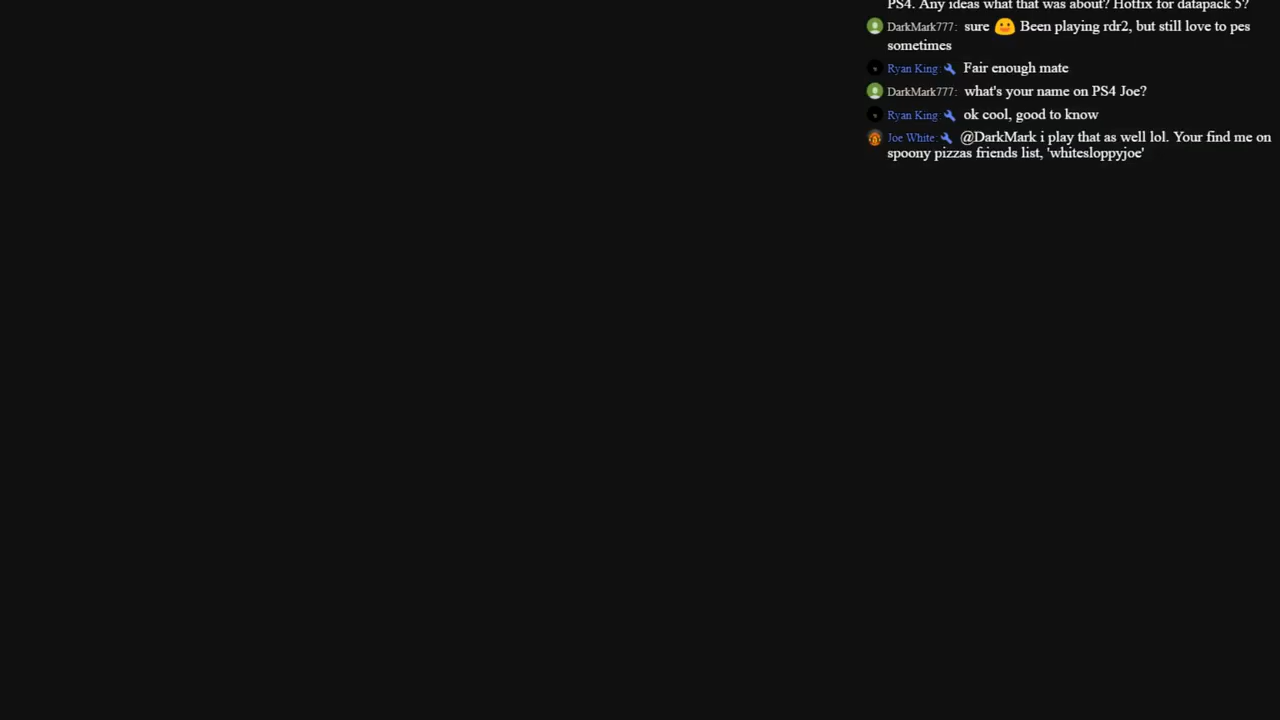 PS4. Any ideas what that was about? Hotfix for datapack 5?
DarkMark777: sure 🙂 Been playing rdr2, but still love to pes
sometimes
Ryan King: Fair enough mate
DarkMark777: what's your name on PS4 Joe?
Ryan King: ok cool, good to know
Joe White: @DarkMark i play that as well lol. Your find me on
spoony pizzas friends list, 'whitesloppyjoe'